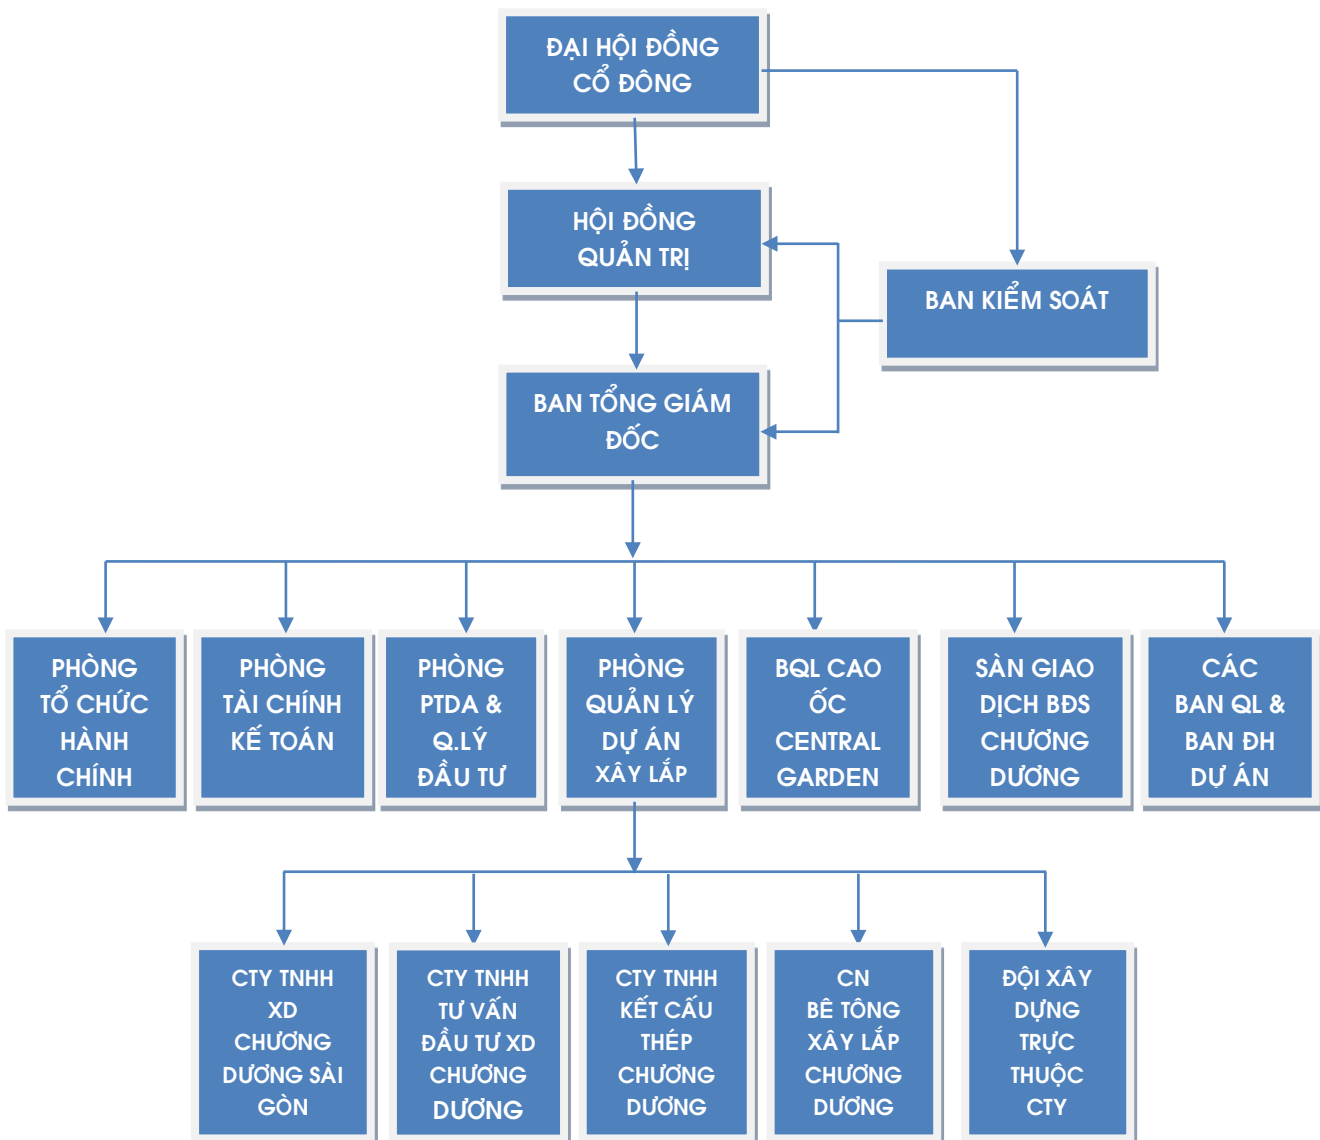 ĐẠI HỘI ĐỒNG
CỔ ĐÔNG
HỘI ĐỒNG
QUẢN TRỊ
BAN KIỂM SOÁT
BAN TỔNG GIÁM
ĐỐC
PHÒNG
TỔ CHỨC
HÀNH
CHÍNH
PHÒNG
TÀI CHÍNH
KẾ TOÁN
PHÒNG
PTDA &
Q.LÝ
ĐẦU TƯ
PHÒNG
QUẢN LÝ
DỰ ÁN
XÂY LẮP
BQL CAO
ỐC
CENTRAL
GARDEN
SÀN GIAO
DỊCH BĐS
CHƯƠNG
DƯƠNG
CÁC
BAN QL &
BAN ĐH
DỰ ÁN
CTY TNHH
XD
CHƯƠNG
DƯƠNG SÀI
GÒN
CTY TNHH
TƯ VẤN
ĐẦU TƯ XD
CHƯƠNG
DƯƠNG
CTY TNHH
KẾT CẤU
THÉP
CHƯƠNG
DƯƠNG
CN
BÊ TÔNG
XÂY LẮP
CHƯƠNG
DƯƠNG
ĐỘI XÂY
DỰNG
TRỰC
THUỘC
CTY